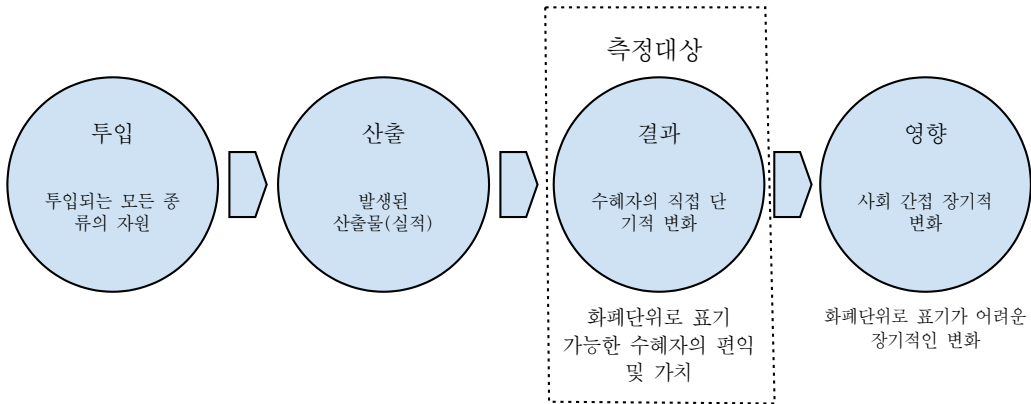 측정대상
투입
투입되는 모든 종
류의 자원
산출
발생된
산출물(실적)
결과
수혜자의 직접 단
기적 변화
화폐단위로 표기
가능한 수혜자의 편익
및 가치
영향
사회 간접 장기적
변화
화폐단위로 표기가 어려운
장기적인 변화